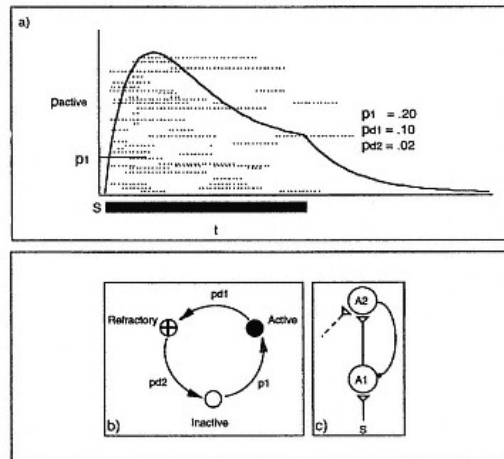 a)
Pactive
p1 = .20
pd1 = .10
pd2 = .02
p1
S
t
pd1
Refractory
Active
pd2
p1
Inactive
b)
A2
A1
S
c)